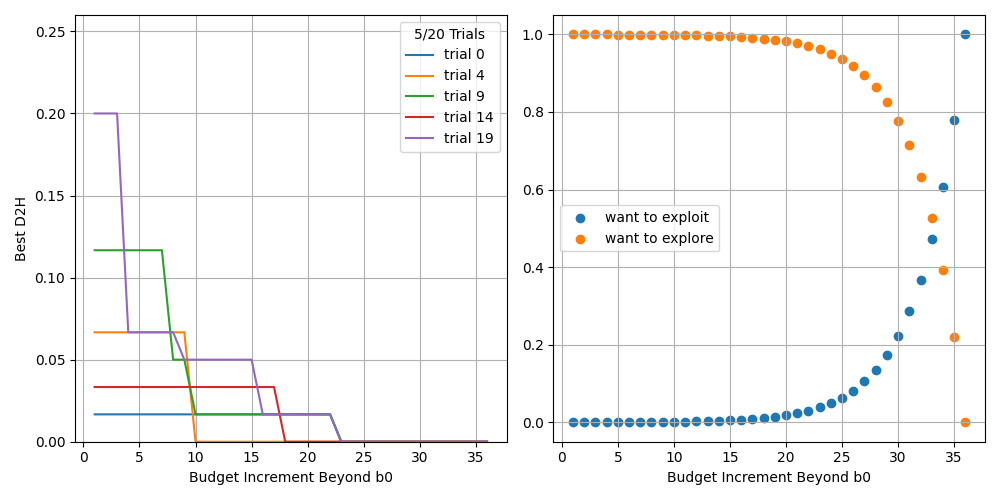 5/20 Trials
trial 0
trial 4
trial 9
trial 14
trial 19
Best D2H
0.25
0.20
0.15
0.10
0.05
0.00
0 5 10 15 20 25 30 35
Budget Increment Beyond b0
1.0
0.8
0.6
0.4
0.2
0.0
want to exploit
want to explore
0 5 10 15 20 25 30 35
Budget Increment Beyond b0